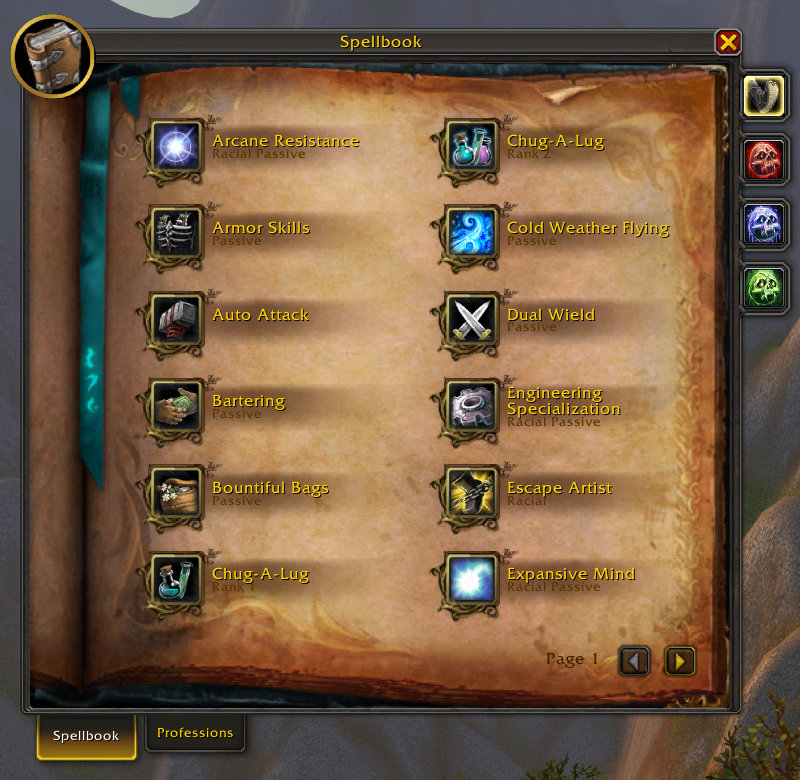 Spellbook
Arcane Resistance
Racial Passive
Armor Skills
Passive
Auto Attack
Bartering
Passive
Bountiful Bags
Passive
Chug-A-Lug
Rank 1
Chug-A-Lug
Rank 2
Cold Weather Flying
Passive
Dual Wield
Passive
Engineering
Specialization
Racial Passive
Escape Artist
Racial
Expansive Mind
Racial Passive
Page 1
Spellbook
Professions